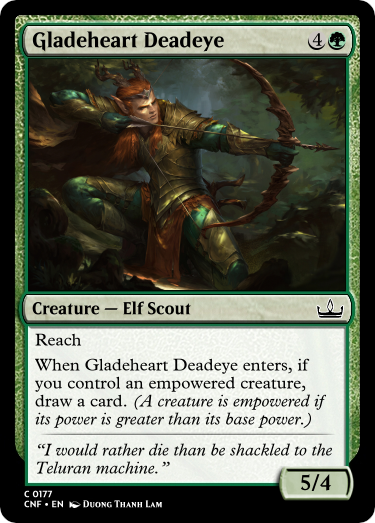 Gladeheart Deadeye 4
Creature — Elf Scout
Reach
When Gladeheart Deadeye enters, if
you control an empowered creature,
draw a card. (A creature is empowered if
its power is greater than its base power.)
“I would rather die than be shackled to the
Teluran machine.”
5/4
C 0177
CNF • EN Duong Thanh Lam